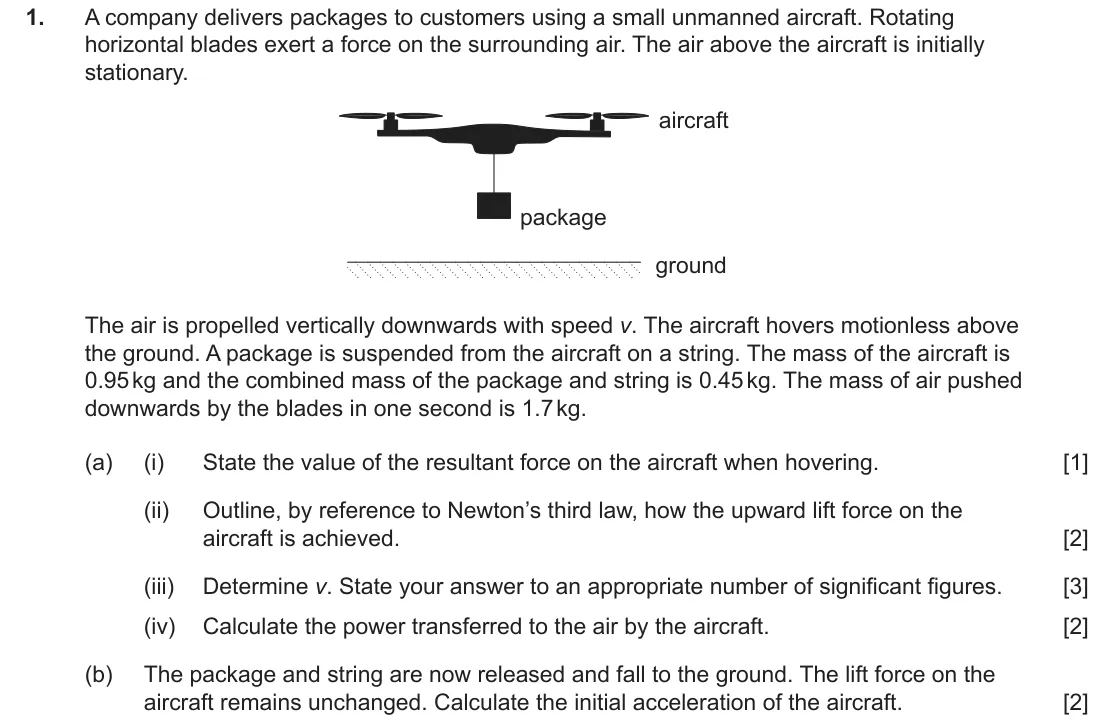 1. A company delivers packages to customers using a small unmanned aircraft. Rotating
horizontal blades exert a force on the surrounding air. The air above the aircraft is initially
stationary.
aircraft
package
ground
The air is propelled vertically downwards with speed v. The aircraft hovers motionless above
the ground. A package is suspended from the aircraft on a string. The mass of the aircraft is
0.95 kg and the combined mass of the package and string is 0.45 kg. The mass of air pushed
downwards by the blades in one second is 1.7 kg.
(a) (i) State the value of the resultant force on the aircraft when hovering. [1]
(ii) Outline, by reference to Newton's third law, how the upward lift force on the
aircraft is achieved. [2]
(iii) Determine v. State your answer to an appropriate number of significant figures. [3]
(iv) Calculate the power transferred to the air by the aircraft. [2]
(b) The package and string are now released and fall to the ground. The lift force on the
aircraft remains unchanged. Calculate the initial acceleration of the aircraft. [2]